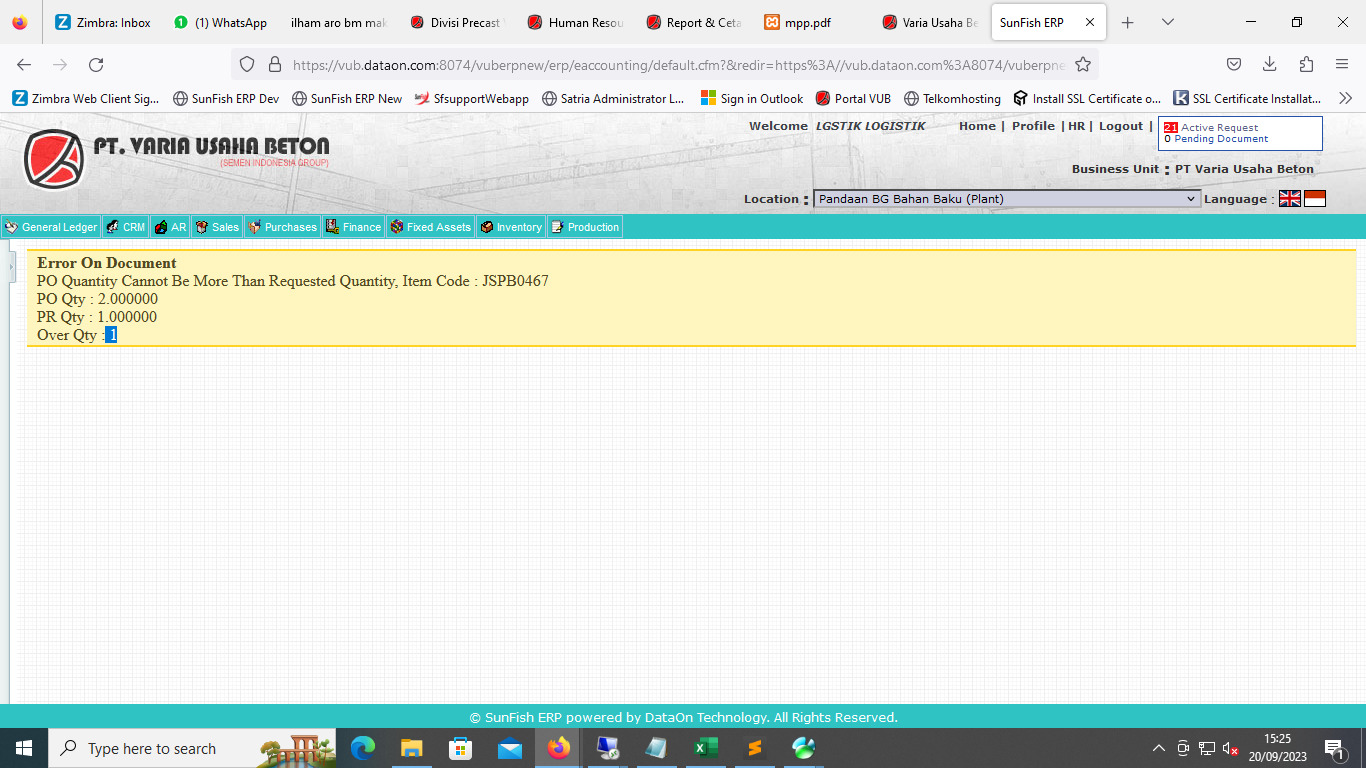 Zimbra: Inbox
(1) WhatsApp
ilham aro bm mak
Divisi Precast
Human Resou
Report & Ceta
mpp.pdf
Varia Usaha Be
SunFish ERP
https://vub.dataon.com:8074/vuberpnew/erp/eaccounting/default.cfm?&redir=https%3A//vub.dataon.com%3A8074/vuberpne
Zimbra Web Client Sig...
SunFish ERP Dev
SunFish ERP New
SfsupportWebapp
Satria Administrator L...
Sign in Outlook
Portal VUB
Telkomhosting
Install SSL Certificate o...
SSL Certificate Installat...
PT. VARIA USAHA BETON
(SEMEN INDONESIA GROUP)
Welcome LGSTIK LOGISTIK
Home | Profile | HR | Logout |
21 Active Request
0 Pending Document
Business Unit : PT Varia Usaha Beton
Location : Pandaan BG Bahan Baku (Plant)
Language :
General Ledger
CRM
AR
Sales
Purchases
Finance
Fixed Assets
Inventory
Production
Error On Document
PO Quantity Cannot Be More Than Requested Quantity, Item Code : JSPB0467
PO Qty : 2.000000
PR Qty : 1.000000
Over Qty : 1
© SunFish ERP powered by DataOn Technology. All Rights Reserved.
Type here to search
15:25
20/09/2023
1